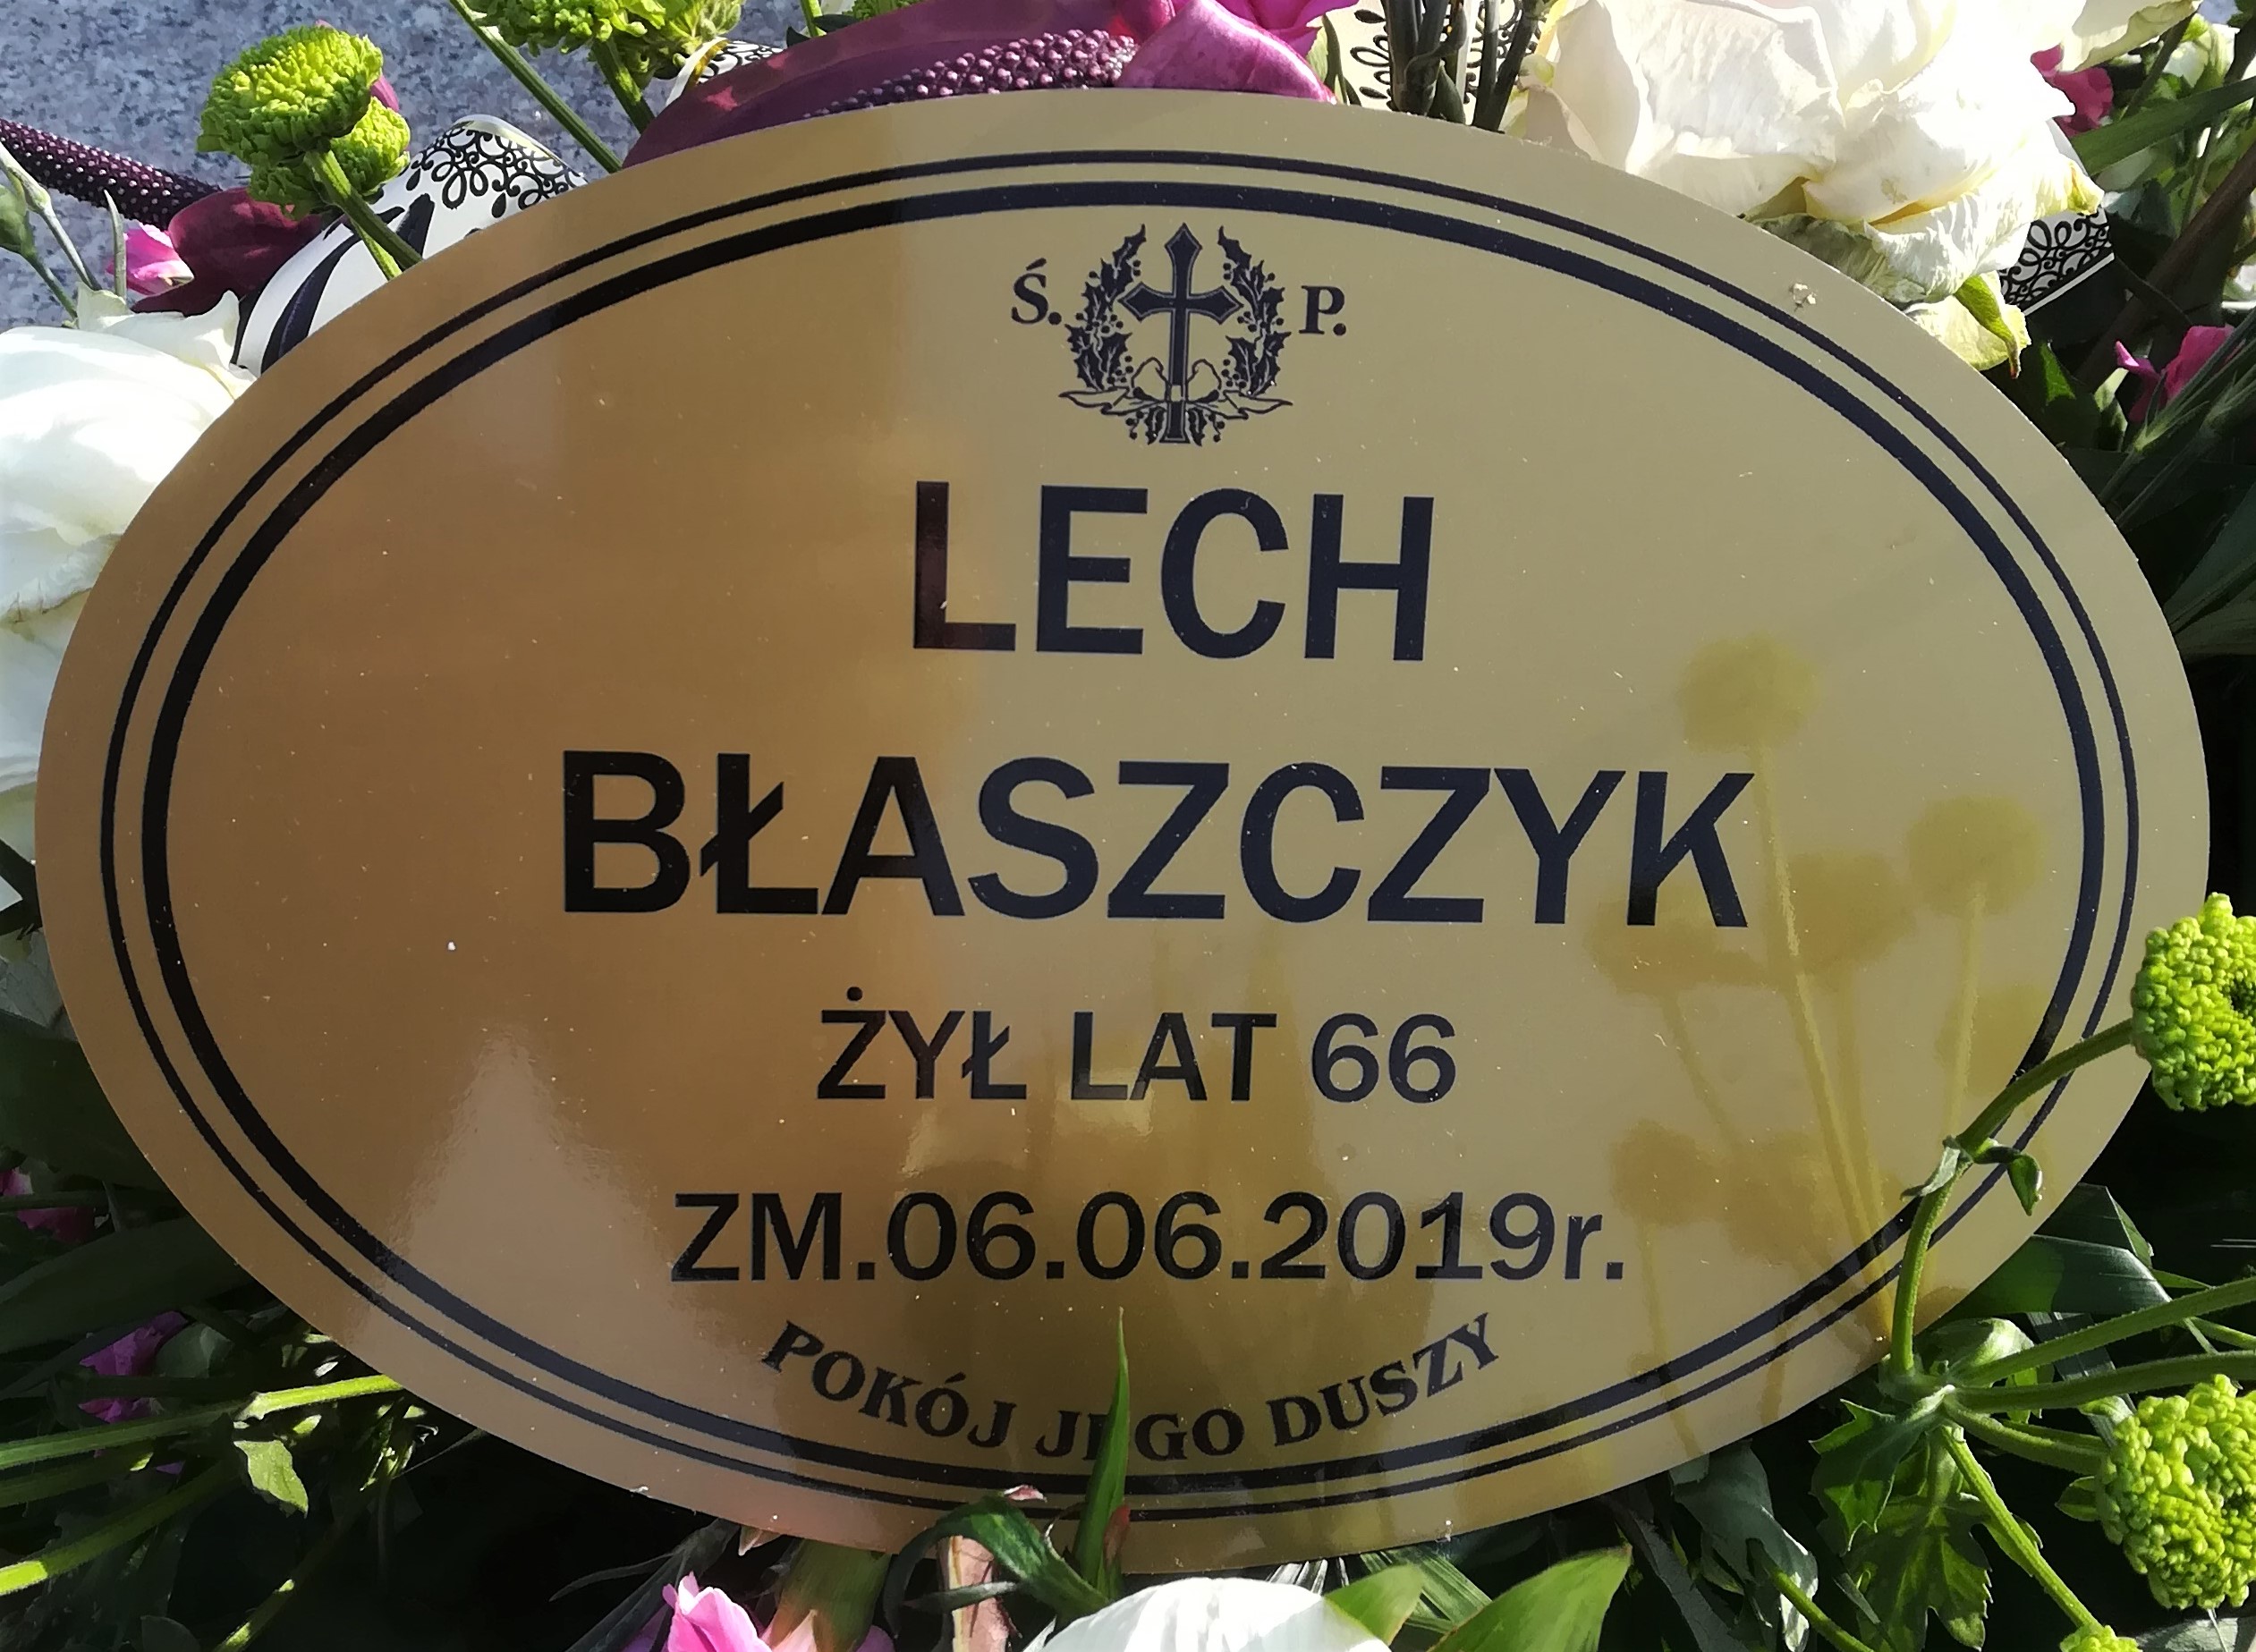 Ś. P.
LECH
BŁASZCZYK
ŻYŁ LAT 66
ZM.06.06.2019r.
POKÓJ JEGO DUSZY